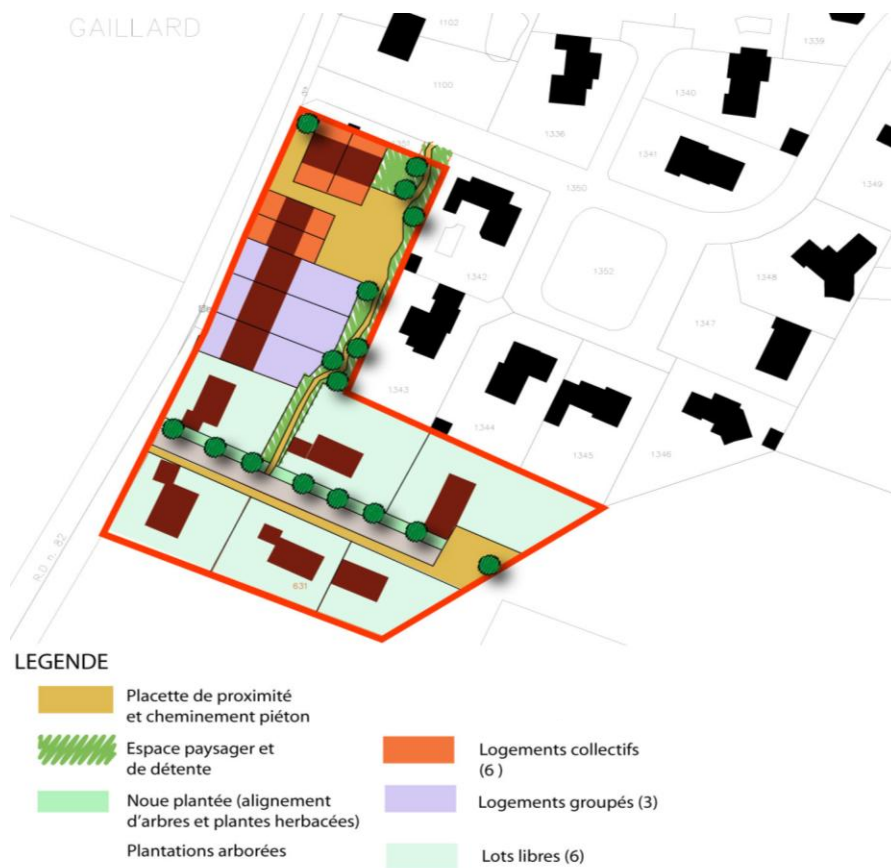 GAILLARD
1102
1339
1100
1340
1336
1341
1349
1350
1342
1352
1348
1347
1343
1344
1345
1346
R.D n. 82
631
LEGENDE
Placette de proximité
et cheminement piéton
Espace paysager et
de détente
Noue plantée (alignement
d'arbres et plantes herbacées)
Plantations arborées
Logements collectifs
(6 )
Logements groupés (3)
Lots libres (6)